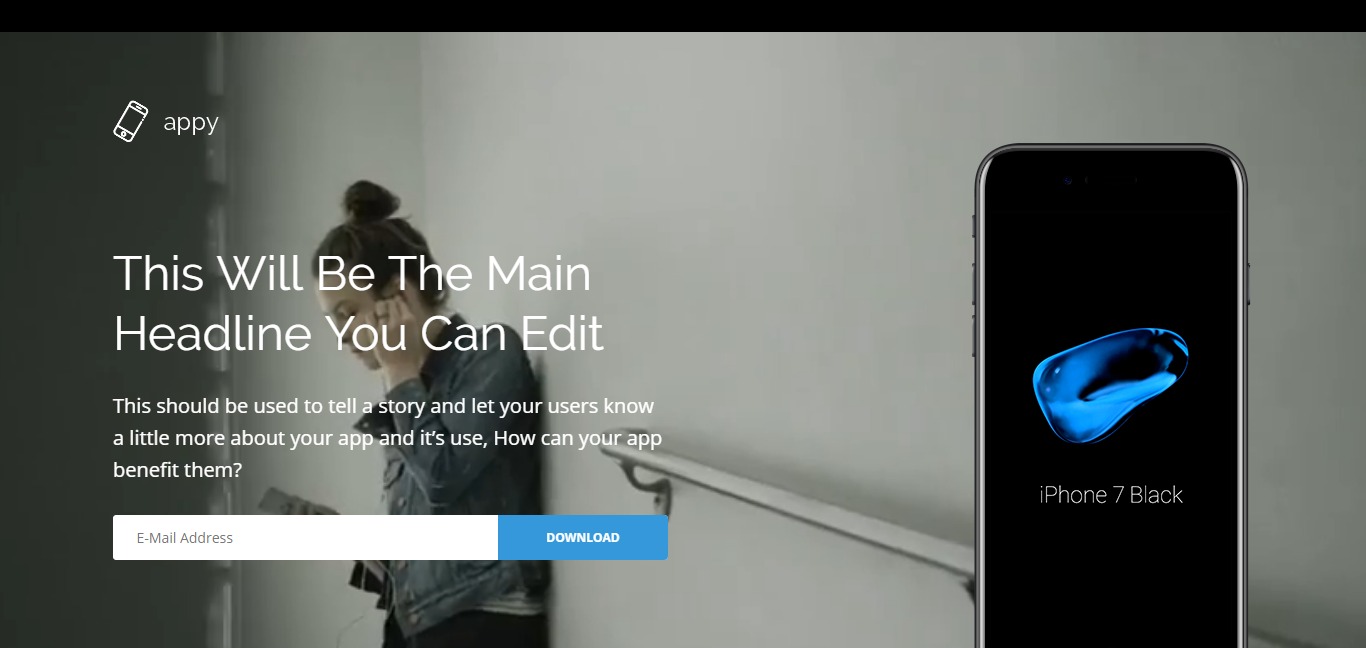 appy
This Will Be The Main
Headline You Can Edit
This should be used to tell a story and let your users know
a little more about your app and it’s use, How can your app
benefit them?
E-Mail Address
DOWNLOAD
iPhone 7 Black